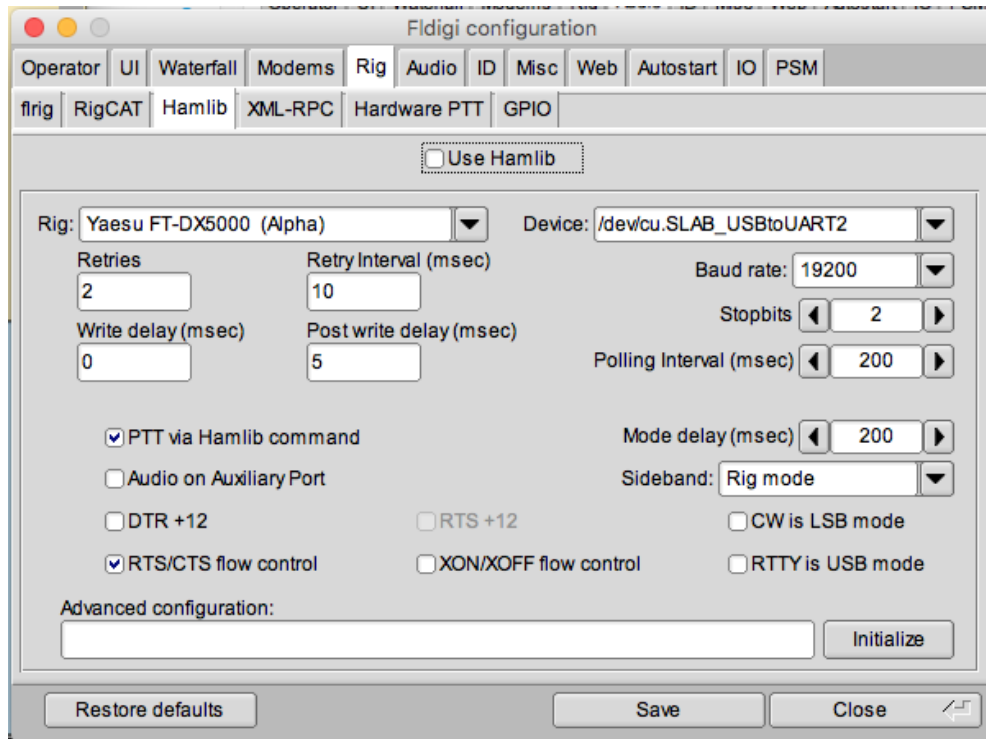 Fldigi configuration
Operator UI Waterfall Modems Rig Audio ID Misc Web Autostart IO PSM
flrig RigCAT Hamlib XML-RPC Hardware PTT GPIO
Use Hamlib
Rig: Yaesu FT-DX5000 (Alpha) Device: /dev/cu.SLAB_USBtoUART2
Retries Retry Interval (msec) Baud rate: 19200
2 10
Stopbits 2
Write delay (msec) Post write delay (msec)
0 5 Polling Interval (msec) 200
PTT via Hamlib command Mode delay (msec) 200
Audio on Auxiliary Port Sideband: Rig mode
DTR +12 RTS +12 CW is LSB mode
RTS/CTS flow control XON/XOFF flow control RTTY is USB mode
Advanced configuration:
Initialize
Restore defaults Save Close